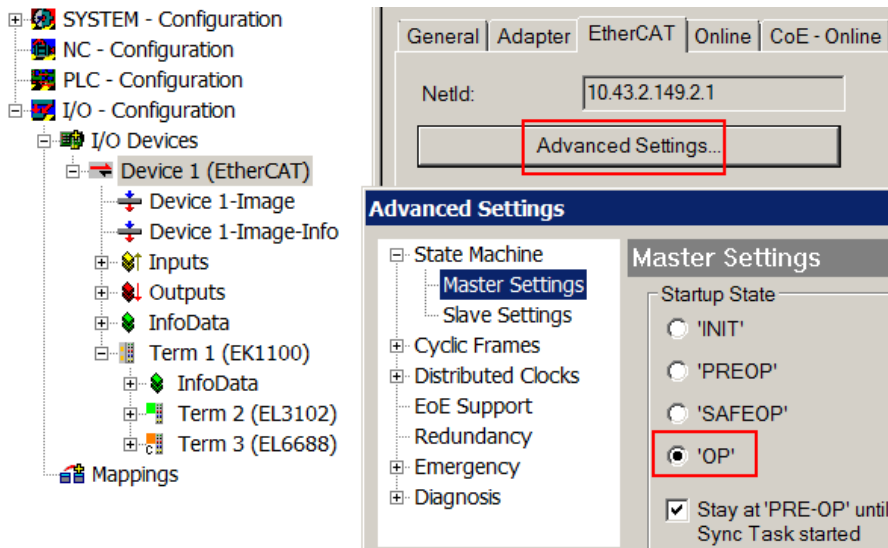 SYSTEM - Configuration
NC - Configuration
PLC - Configuration
I/O - Configuration
I/O Devices
Device 1 (EtherCAT)
Device 1-Image
Device 1-Image-Info
Inputs
Outputs
InfoData
Term 1 (EK1100)
InfoData
Term 2 (EL3102)
Term 3 (EL6688)
Mappings
General Adapter EtherCAT Online CoE - Online
NetId: 10.43.2.149.2.1
Advanced Settings...
Advanced Settings
State Machine
Master Settings
Slave Settings
Cyclic Frames
Distributed Clocks
EoE Support
Redundancy
Emergency
Diagnosis
Master Settings
Startup State
'INIT'
'PREOP'
'SAFEOP'
'OP'
Stay at 'PRE-OP' until
Sync Task started